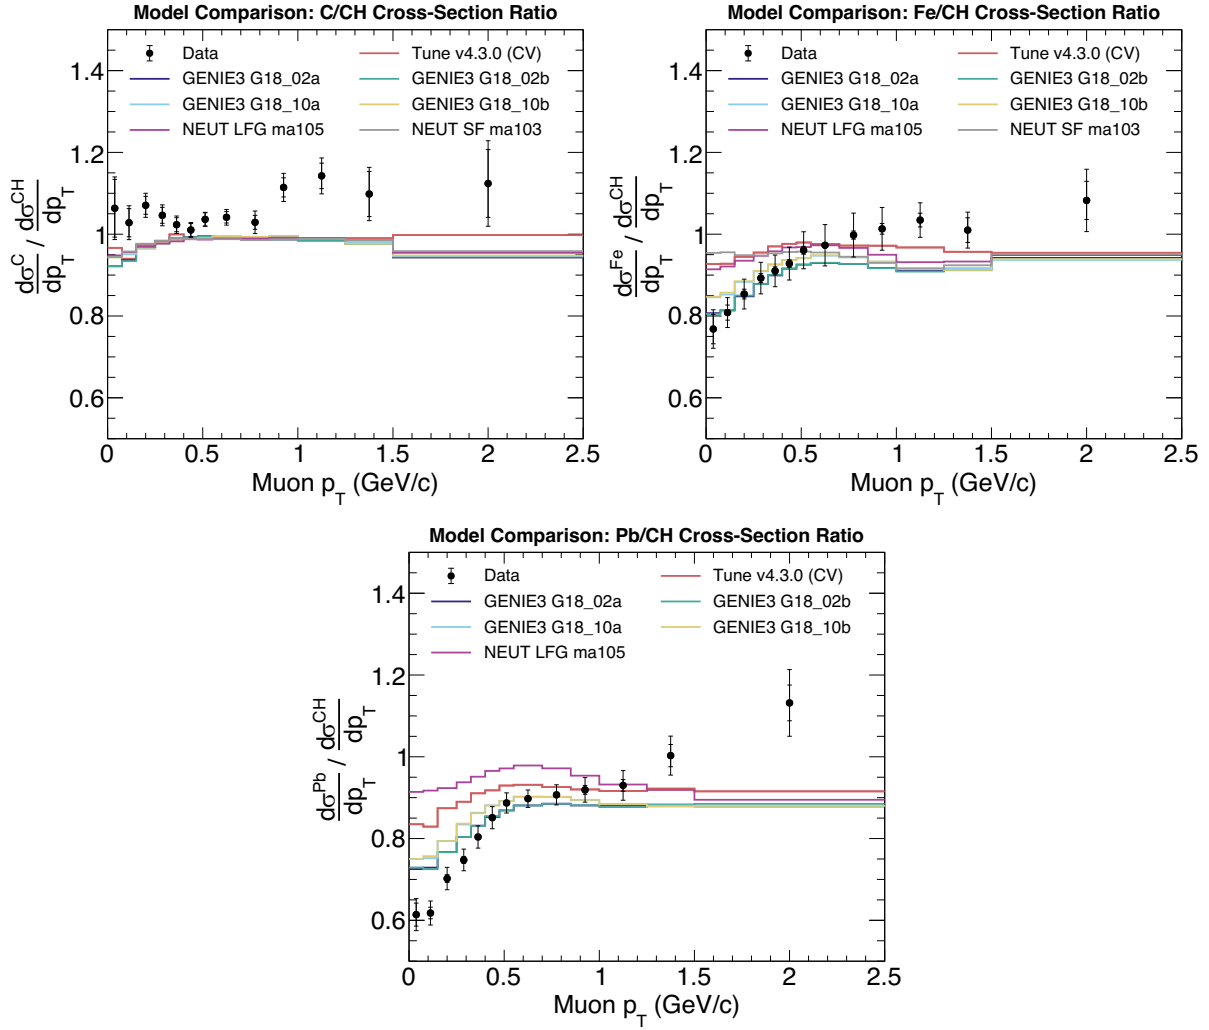 Model Comparison: C/CH Cross-Section Ratio
Data
Tune v4.3.0 (CV)
GENIE3 G18_02a
GENIE3 G18_02b
GENIE3 G18_10a
GENIE3 G18_10b
NEUT LFG ma105
NEUT SF ma103
1.4
1.2
1
0.8
0.6
dσ^C/dp_T / dσ^CH/dp_T
0 0.5 1 1.5 2 2.5
Muon p_T (GeV/c)
Model Comparison: Fe/CH Cross-Section Ratio
Data
Tune v4.3.0 (CV)
GENIE3 G18_02a
GENIE3 G18_02b
GENIE3 G18_10a
GENIE3 G18_10b
NEUT LFG ma105
NEUT SF ma103
1.4
1.2
1
0.8
0.6
dσ^Fe/dp_T / dσ^CH/dp_T
0 0.5 1 1.5 2 2.5
Muon p_T (GeV/c)
Model Comparison: Pb/CH Cross-Section Ratio
Data
Tune v4.3.0 (CV)
GENIE3 G18_02a
GENIE3 G18_02b
GENIE3 G18_10a
GENIE3 G18_10b
NEUT LFG ma105
1.4
1.2
1
0.8
0.6
dσ^Pb/dp_T / dσ^CH/dp_T
0 0.5 1 1.5 2 2.5
Muon p_T (GeV/c)